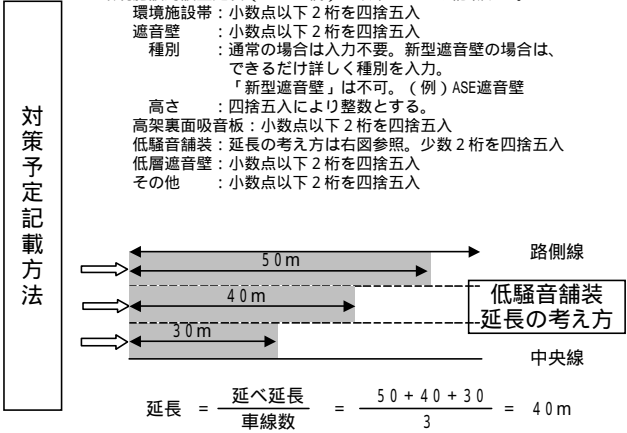 対策予定記載方法
環境施設帯：小数点以下２桁を四捨五入
遮音壁　　：小数点以下２桁を四捨五入
種別　　：通常の場合は入力不要。新型遮音壁の場合は、
できるだけ詳しく種別を入力。
「新型遮音壁」は不可。（例）ASE遮音壁
高さ　　：四捨五入により整数とする。
高架裏面吸音板：小数点以下２桁を四捨五入
低騒音舗装：延長の考え方は右図参照。少数２桁を四捨五入
低層遮音壁：小数点以下２桁を四捨五入
その他　　：小数点以下２桁を四捨五入
路側線
５０ｍ
４０ｍ
３０ｍ
低騒音舗装
延長の考え方
中央線
延長 ＝ 延べ延長 / 車線数 ＝ ５０＋４０＋３０ / ３ ＝ ４０ｍ